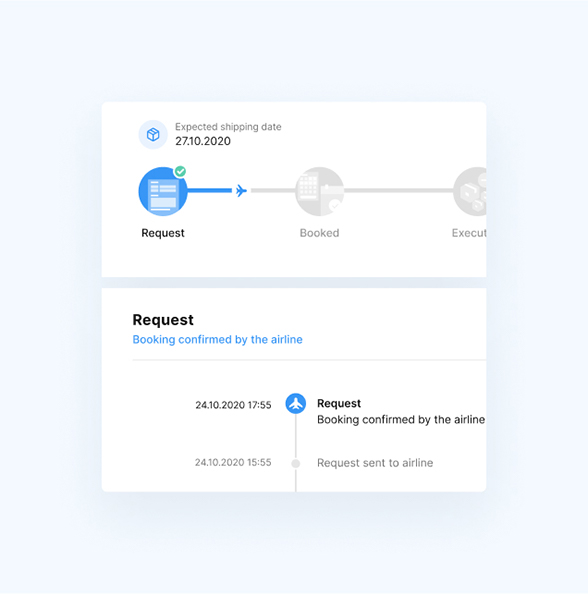 Expected shipping date
27.10.2020
Request
Booked
Execut
Request
Booking confirmed by the airline
24.10.2020 17:55
Request
Booking confirmed by the airline
24.10.2020 15:55
Request sent to airline